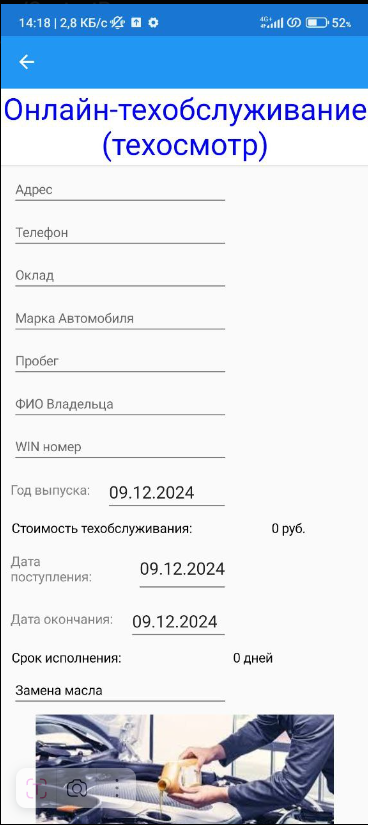 14:18 | 2,8 КБ/с
4G+ 52%
Онлайн-техобслуживание
(техосмотр)
Адрес
Телефон
Оклад
Марка Автомобиля
Пробег
ФИО Владельца
WIN номер
Год выпуска: 09.12.2024
Стоимость техобслуживания: 0 руб.
Дата
поступления: 09.12.2024
Дата окончания: 09.12.2024
Срок исполнения: 0 дней
Замена масла